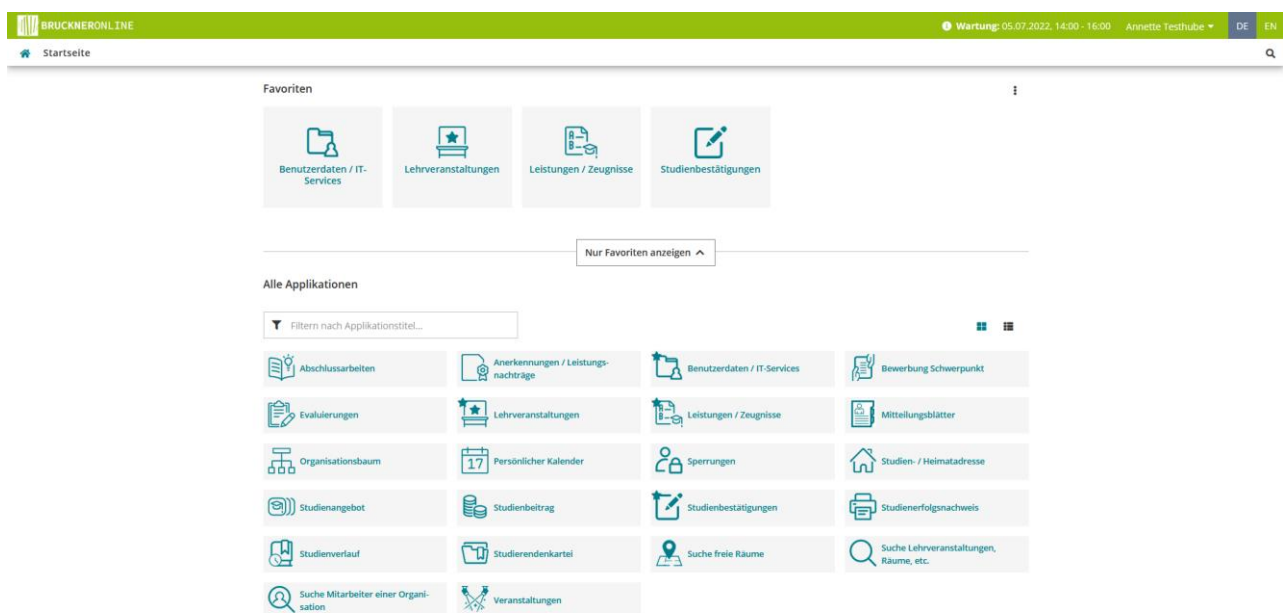 BRUCKNERONLINE
Wartung: 05.07.2022, 14:00 - 16:00 Annette Testhube DE EN
Startseite
Favoriten
Benutzerdaten / IT-
Services
Lehrveranstaltungen
Leistungen / Zeugnisse
Studienbestätigungen
Nur Favoriten anzeigen
Alle Applikationen
Filtern nach Applikationstitel...
Abschlussarbeiten
Anerkennungen / Leistungs-
nachträge
Benutzerdaten / IT-Services
Bewerbung Schwerpunkt
Evaluierungen
Lehrveranstaltungen
Leistungen / Zeugnisse
Mitteilungsblätter
Organisationsbaum
17
Persönlicher Kalender
Sperrungen
Studien- / Heimatadresse
Studienangebot
Studienbeitrag
Studienbestätigungen
Studienerfolgsnachweis
Studienverlauf
Studierendenkartei
Suche freie Räume
Suche Lehrveranstaltungen,
Räume, etc.
Suche Mitarbeiter einer Organi-
sation
Veranstaltungen